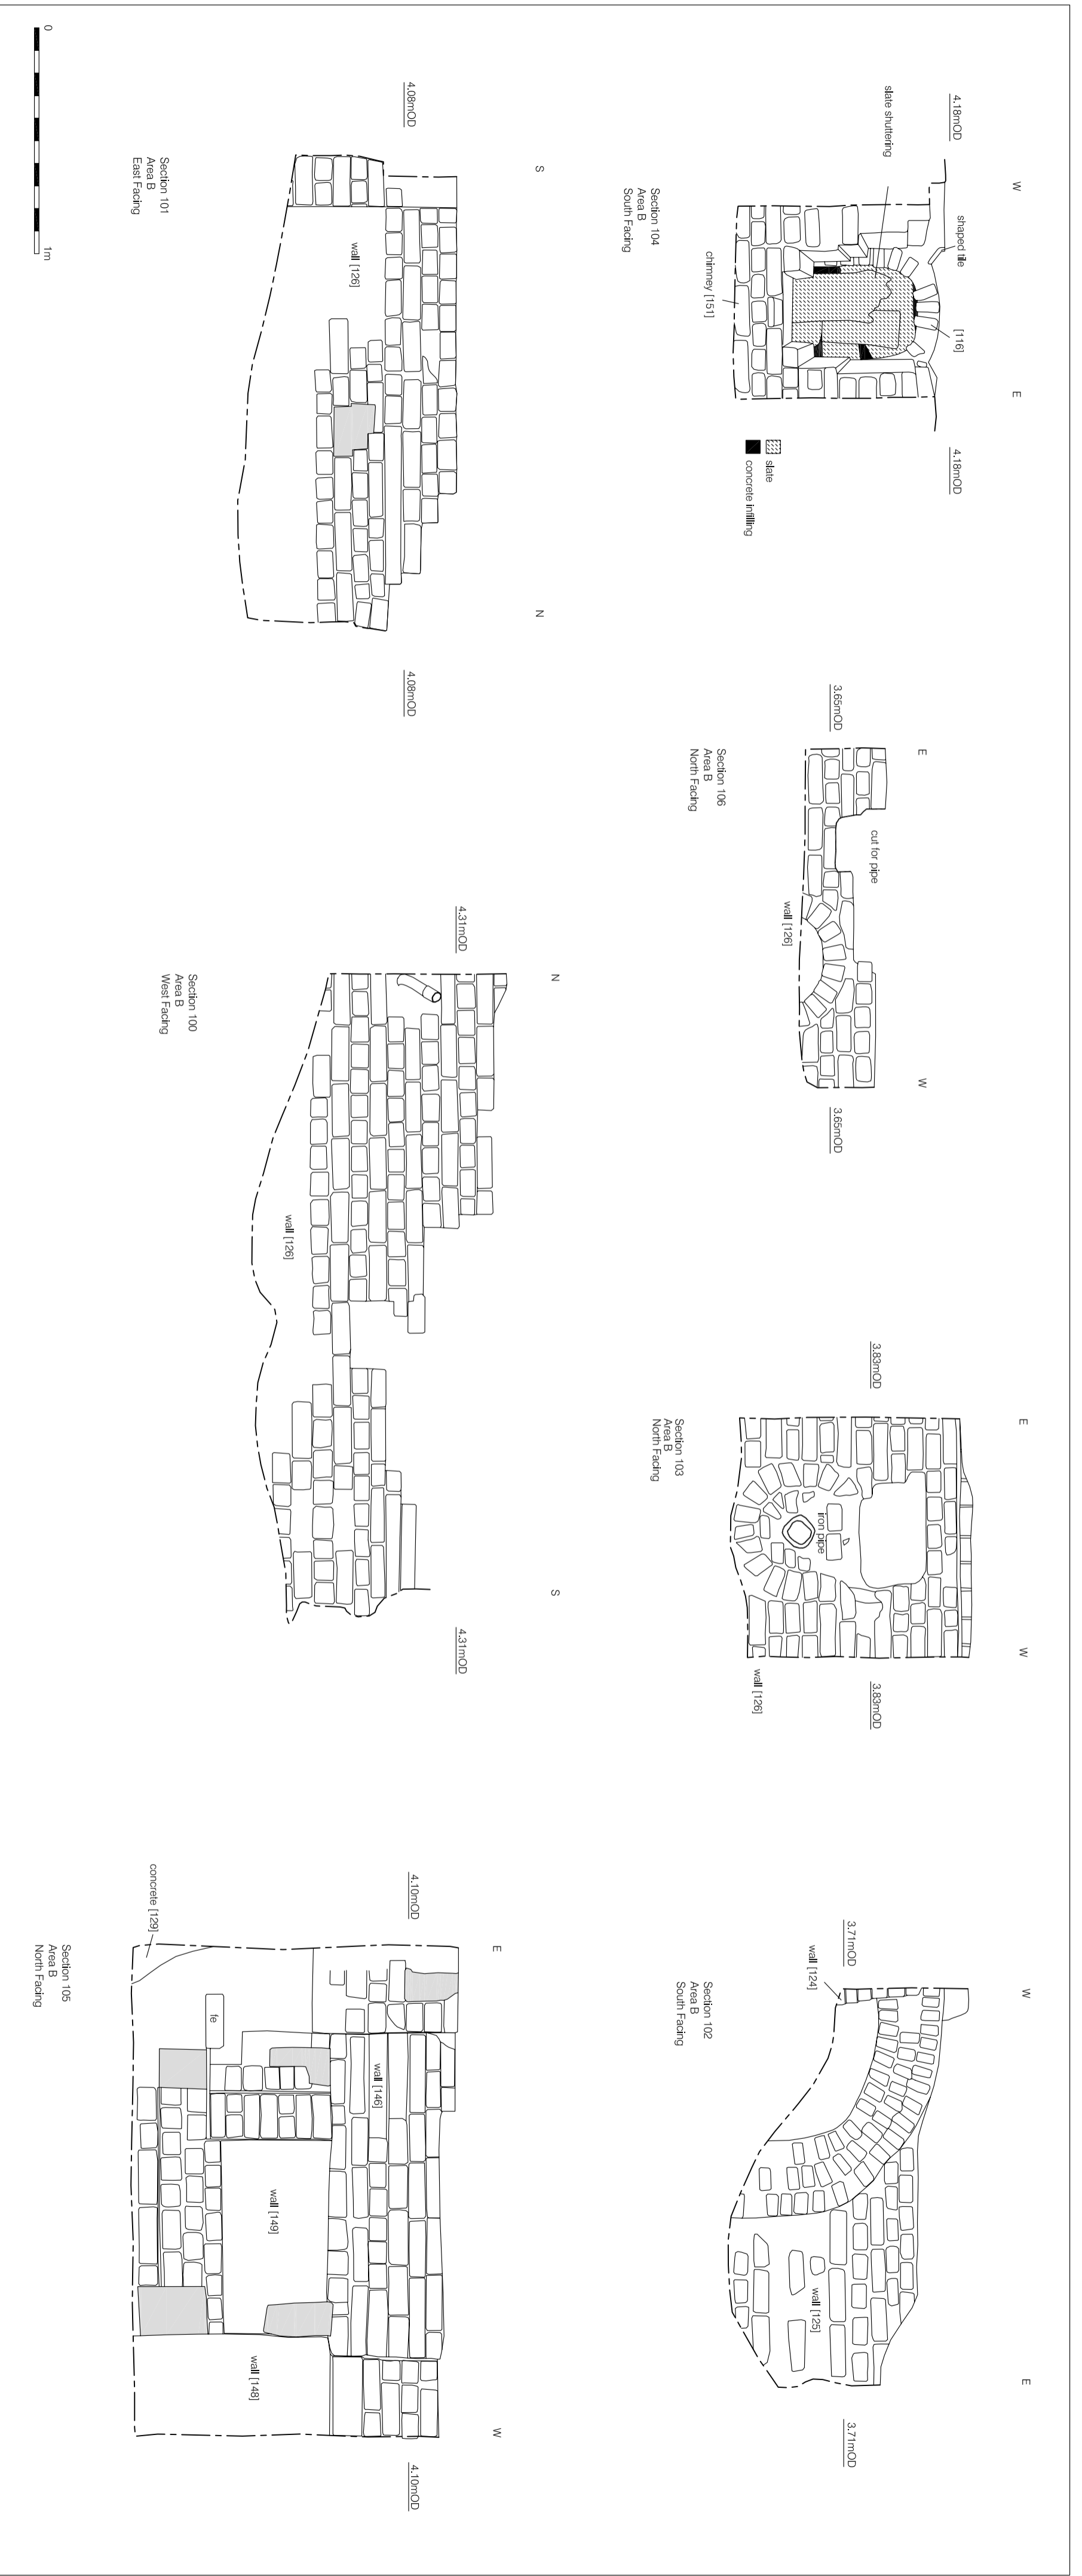 W
E
4.18mOD
4.18mOD
shaped tile
[116]
slate shuttering
chimney [151]
slate
concrete infilling
Section 104
Area B
South Facing
E
W
3.65mOD
3.65mOD
cut for pipe
wall [126]
Section 106
Area B
North Facing
E
W
3.83mOD
3.83mOD
iron pipe
wall [126]
Section 103
Area B
North Facing
W
E
3.71mOD
3.71mOD
wall [124]
wall [125]
Section 102
Area B
South Facing
S
N
4.08mOD
4.08mOD
wall [126]
Section 101
Area B
East Facing
N
S
4.31mOD
4.31mOD
wall [126]
Section 100
Area B
West Facing
E
W
4.10mOD
4.10mOD
wall [146]
wall [149]
wall [148]
fe
concrete [129]
Section 105
Area B
North Facing
0
1m